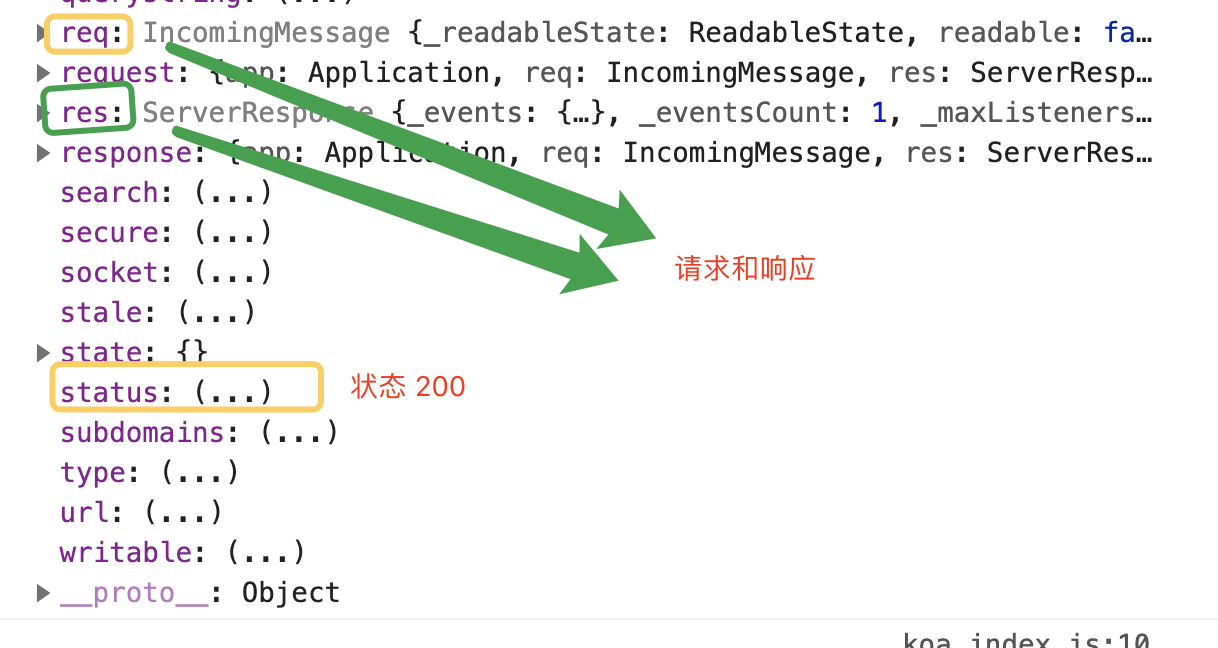 querystring: (...)
req: IncomingMessage {_readableState: ReadableState, readable: fa…
request: {app: Application, req: IncomingMessage, res: ServerResp…
res: ServerResponse {_events: {…}, _eventsCount: 1, _maxListeners…
response: {app: Application, req: IncomingMessage, res: ServerRes…
search: (...)
secure: (...)
socket: (...)
请求和响应
stale: (...)
state: {}
status: (...) 状态 200
subdomains: (...)
type: (...)
url: (...)
writable: (...)
__proto__: Object
koa index js:10